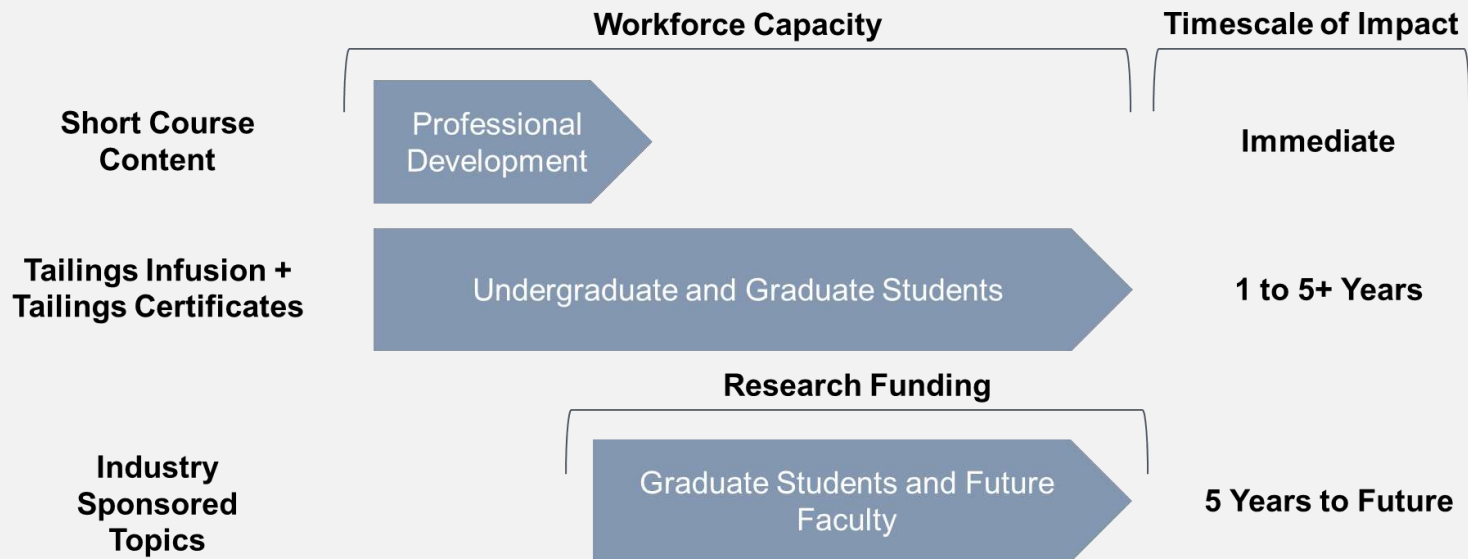 Workforce Capacity
Timescale of Impact
Short Course
Content
Professional
Development
Immediate
Tailings Infusion +
Tailings Certificates
Undergraduate and Graduate Students
1 to 5+ Years
Research Funding
Industry
Sponsored
Topics
Graduate Students and Future
Faculty
5 Years to Future